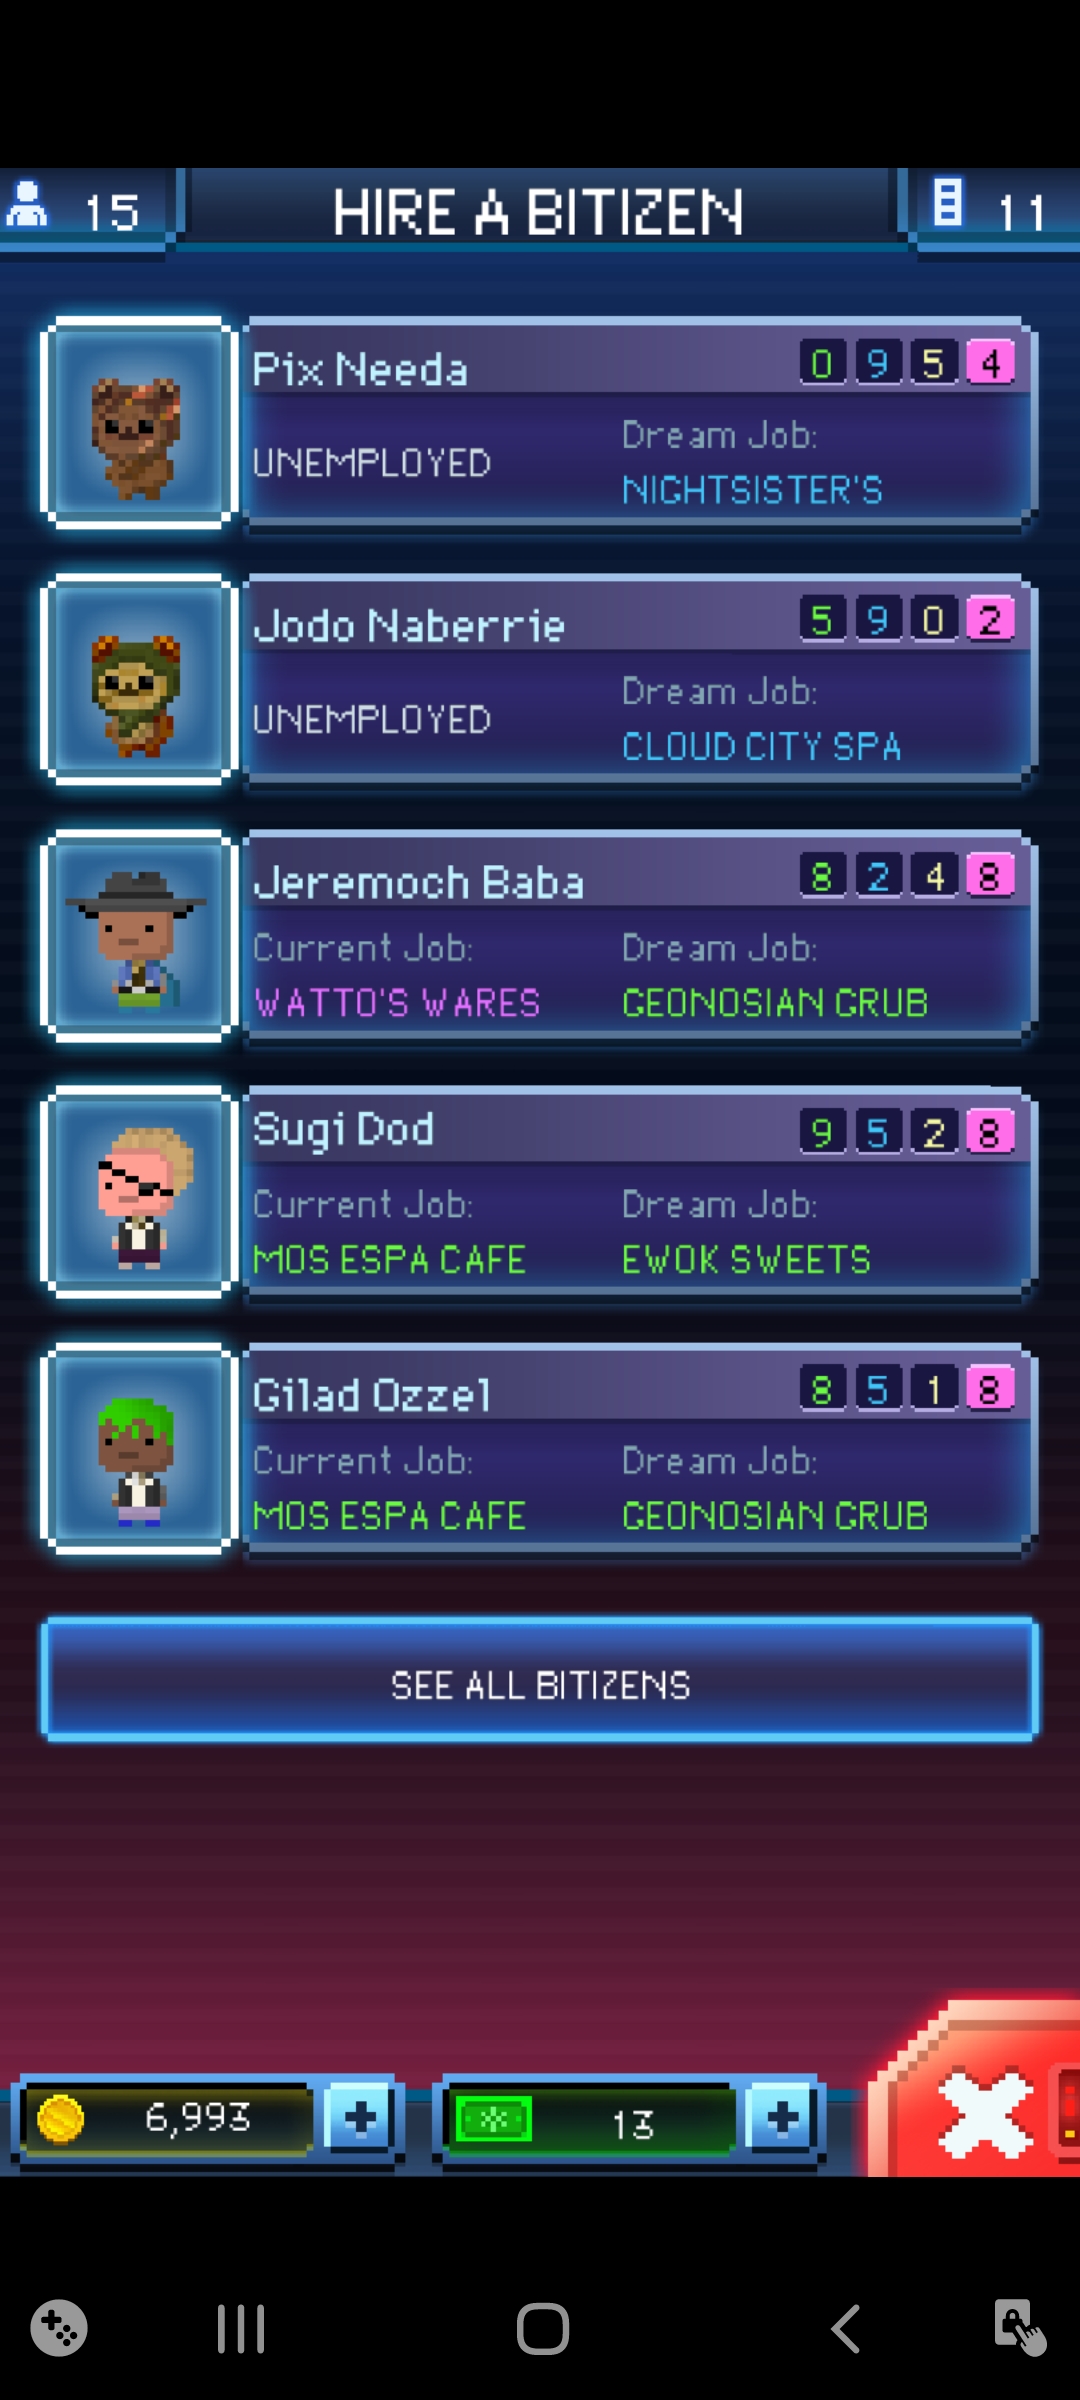 15 HIRE A BITIZEN 11
Pix Needa 0 9 5 4
UNEMPLOYED
Dream Job:
NIGHTSISTER'S
Jodo Naberrie 5 9 0 2
UNEMPLOYED
Dream Job:
CLOUD CITY SPA
Jeremoch Baba 8 2 4 8
Current Job:
WATTO'S WARES
Dream Job:
GEONOSIAN GRUB
Sugi Dod 9 5 2 8
Current Job:
MOS ESPA CAFE
Dream Job:
EWOK SWEETS
Gilad Ozzel 8 5 1 8
Current Job:
MOS ESPA CAFE
Dream Job:
GEONOSIAN GRUB
SEE ALL BITIZENS
6,993 13